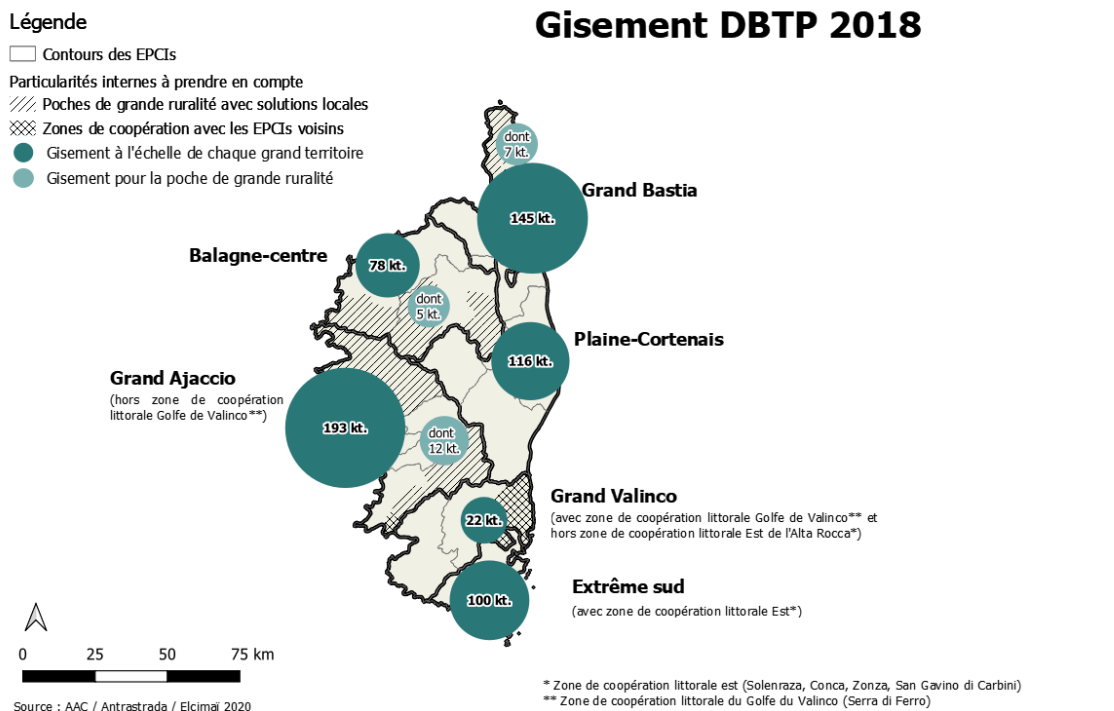 Gisement DBTP 2018
Légende
Contours des EPCIs
Particularités internes à prendre en compte
Poches de grande ruralité avec solutions locales
Zones de coopération avec les EPCIs voisins
Gisement à l'échelle de chaque grand territoire
Gisement pour la poche de grande ruralité
dont
7 kt.
Grand Bastia
145 kt.
Balagne-centre
78 kt.
dont
5 kt.
Plaine-Cortenais
116 kt.
Grand Ajaccio
(hors zone de coopération
littorale Golfe de Valinco**)
193 kt.
dont
12 kt.
Grand Valinco
(avec zone de coopération littorale Golfe de Valinco** et
hors zone de coopération littorale Est de l'Alta Rocca*)
22 kt.
Extrême sud
(avec zone de coopération littorale Est*)
100 kt.
0 25 50 75 km
Source : AAC / Antrastrada / Elcimaï 2020
* Zone de coopération littorale est (Solenraza, Conca, Zonza, San Gavino di Carbini)
** Zone de coopération littorale du Golfe du Valinco (Serra di Ferro)